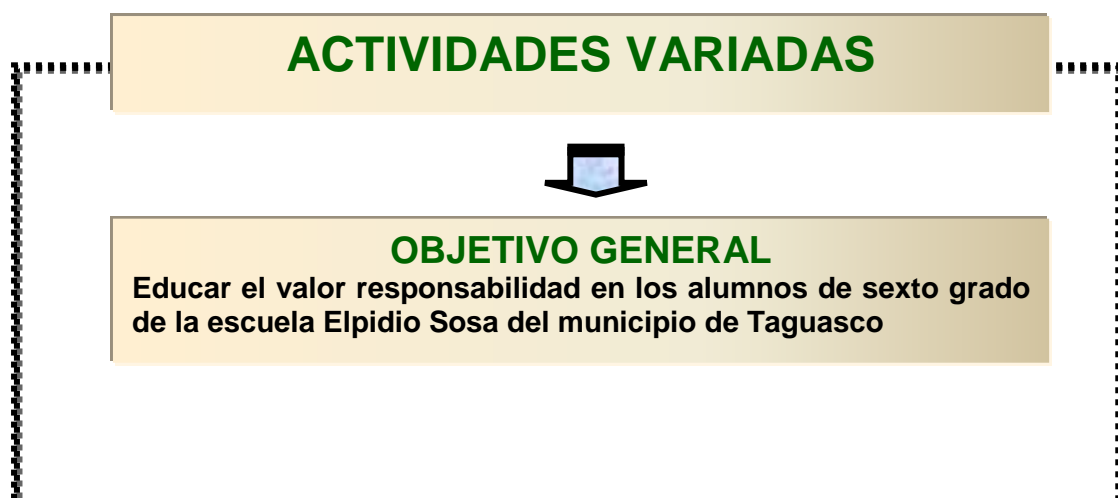 ACTIVIDADES VARIADAS
OBJETIVO GENERAL
Educar el valor responsabilidad en los alumnos de sexto grado
de la escuela Elpidio Sosa del municipio de Taguasco